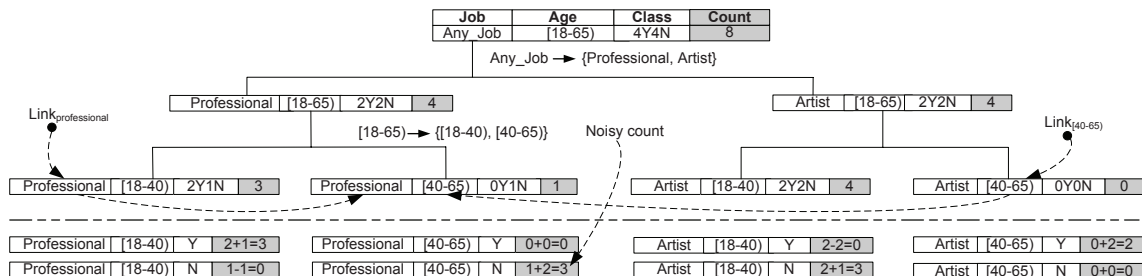 Job Age Class Count
Any_Job [18-65) 4Y4N 8
Any_Job {Professional, Artist}
Professional [18-65) 2Y2N 4
Artist [18-65) 2Y2N 4
Link professional
[18-65) {[18-40), [40-65)}
Noisy count
Link [40-65)
Professional [18-40) 2Y1N 3
Professional [40-65) 0Y1N 1
Artist [18-40) 2Y2N 4
Artist [40-65) 0Y0N 0
Professional [18-40) Y 2+1=3
Professional [40-65) Y 0+0=0
Artist [18-40) Y 2-2=0
Artist [40-65) Y 0+2=2
Professional [18-40) N 1-1=0
Professional [40-65) N 1+2=3
Artist [18-40) N 2+1=3
Artist [40-65) N 0+0=0